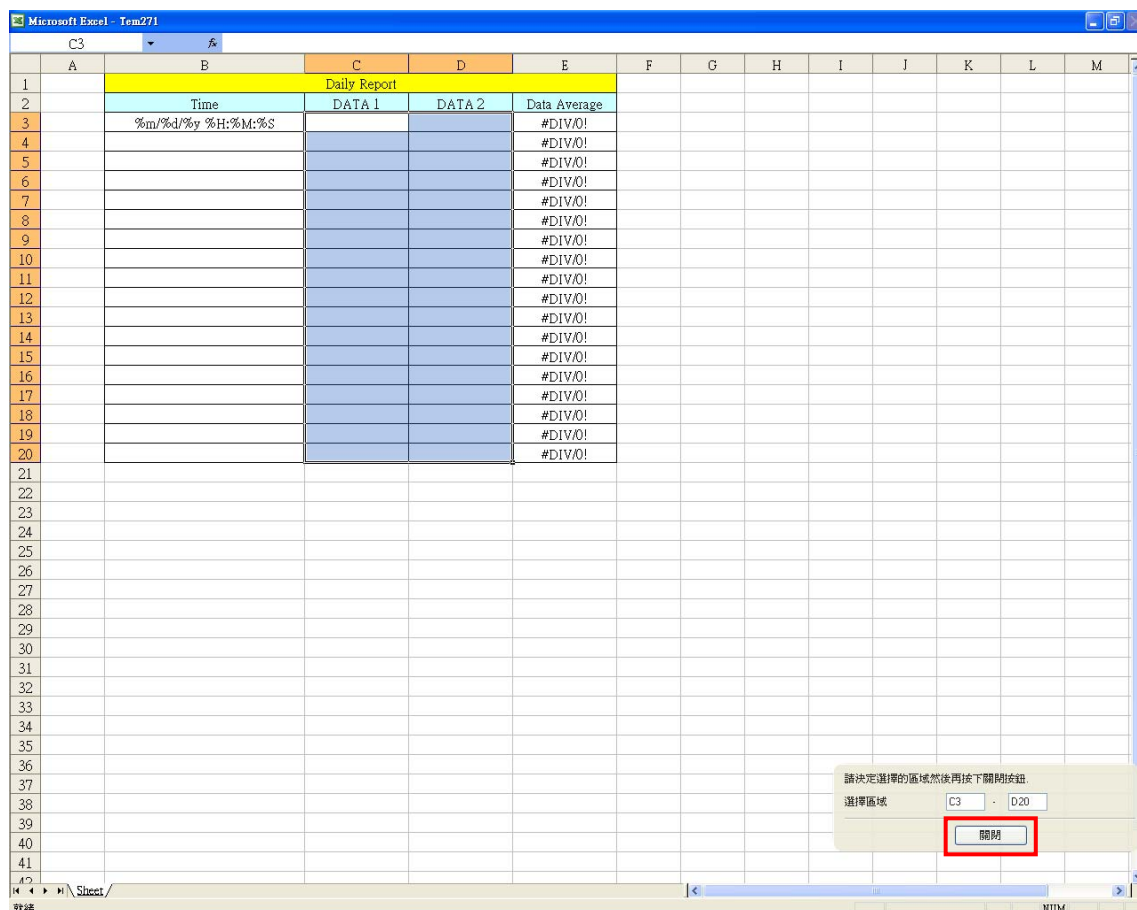 Microsoft Excel - Tem271
C3 fx
A B C D E F G H I J K L M
1 Daily Report
2 Time DATA 1 DATA 2 Data Average
3 %m/%d/%y %H:%M:%S #DIV/0!
4 #DIV/0!
5 #DIV/0!
6 #DIV/0!
7 #DIV/0!
8 #DIV/0!
9 #DIV/0!
10 #DIV/0!
11 #DIV/0!
12 #DIV/0!
13 #DIV/0!
14 #DIV/0!
15 #DIV/0!
16 #DIV/0!
17 #DIV/0!
18 #DIV/0!
19 #DIV/0!
20 #DIV/0!
21
22
23
24
25
26
27
28
29
30
31
32
33
34
35
36
37
38
39
40
41
42
請決定選擇的區域然後再按下關閉按鈕.
選擇區域 C3 - D20
關閉
Sheet
就緒 NUM